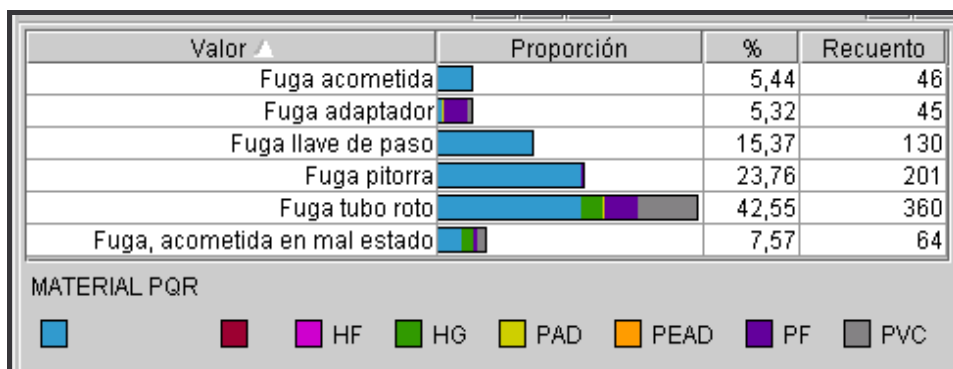 Valor Proporción % Recuento
Fuga acometida 5,44 46
Fuga adaptador 5,32 45
Fuga llave de paso 15,37 130
Fuga pitorra 23,76 201
Fuga tubo roto 42,55 360
Fuga, acometida en mal estado 7,57 64
MATERIAL PQR
HF HG PAD PEAD PF PVC